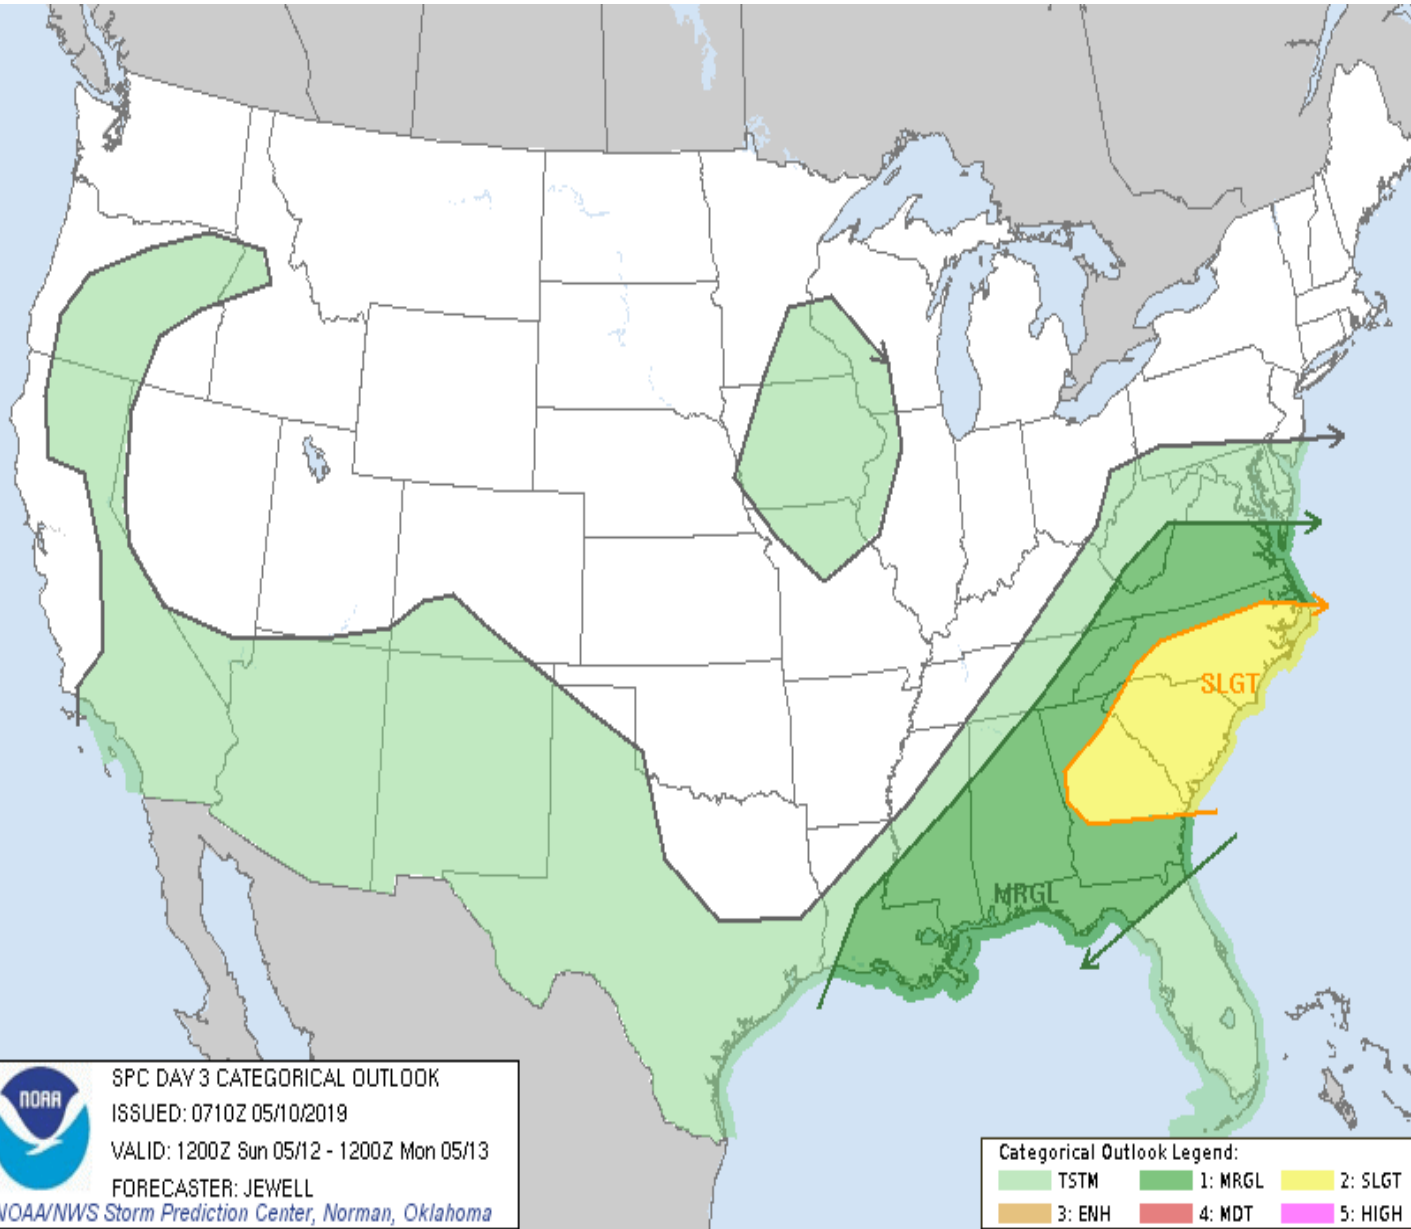 SLGT
MRGL
NOAA
SPC DAY 3 CATEGORICAL OUTLOOK
ISSUED: 0710Z 05/10/2019
VALID: 1200Z Sun 05/12 - 1200Z Mon 05/13
FORECASTER: JEWELL
NOAA/NWS Storm Prediction Center, Norman, Oklahoma
Categorical Outlook Legend:
TSTM 1: MRGL 2: SLGT
3: ENH 4: MDT 5: HIGH